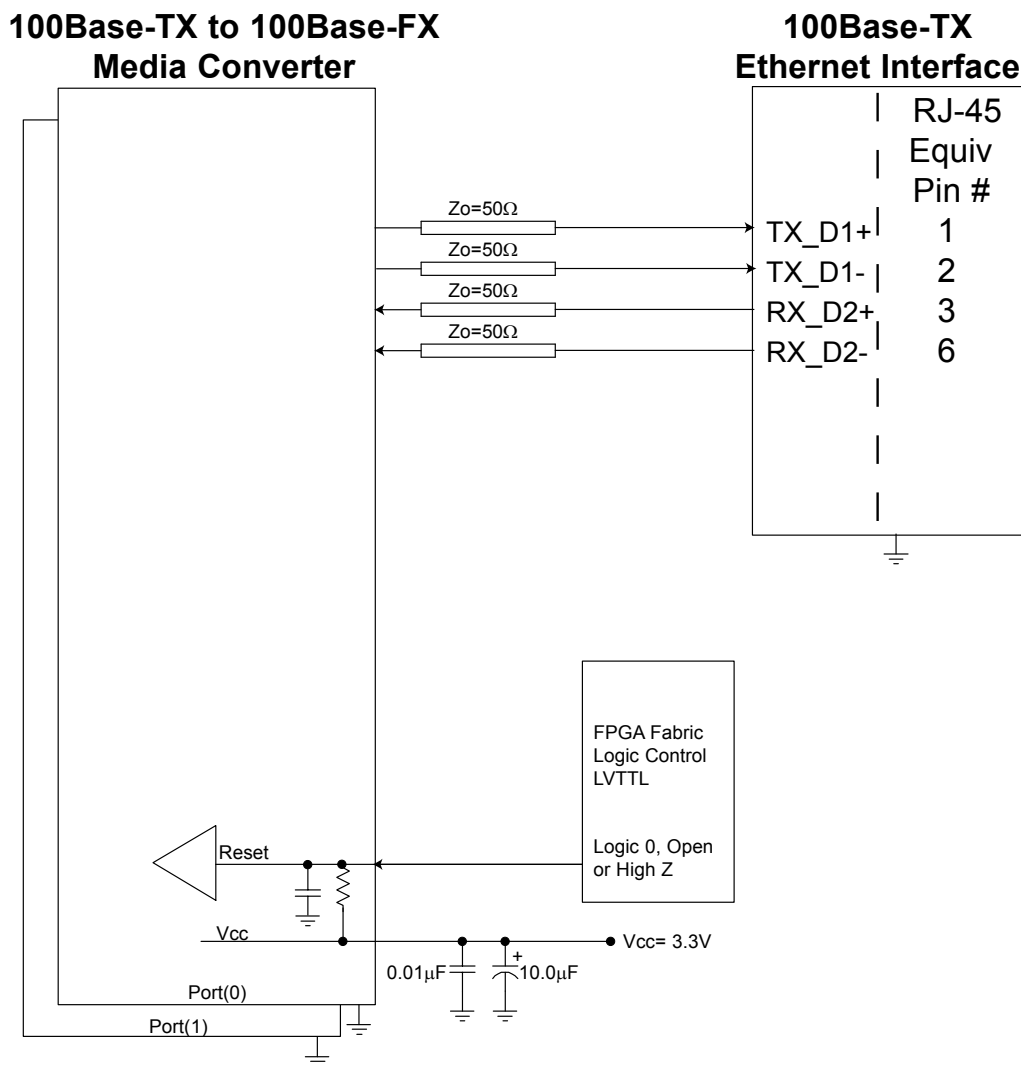 100Base-TX to 100Base-FX
Media Converter
100Base-TX
Ethernet Interface
RJ-45
Equiv
Pin #
Zo=50Ω
TX_D1+ 1
Zo=50Ω
TX_D1- 2
Zo=50Ω
RX_D2+ 3
Zo=50Ω
RX_D2- 6
FPGA Fabric
Logic Control
LVTTL
Logic 0, Open
or High Z
Reset
Vcc
Vcc= 3.3V
0.01µF
+
10.0µF
Port(0)
Port(1)